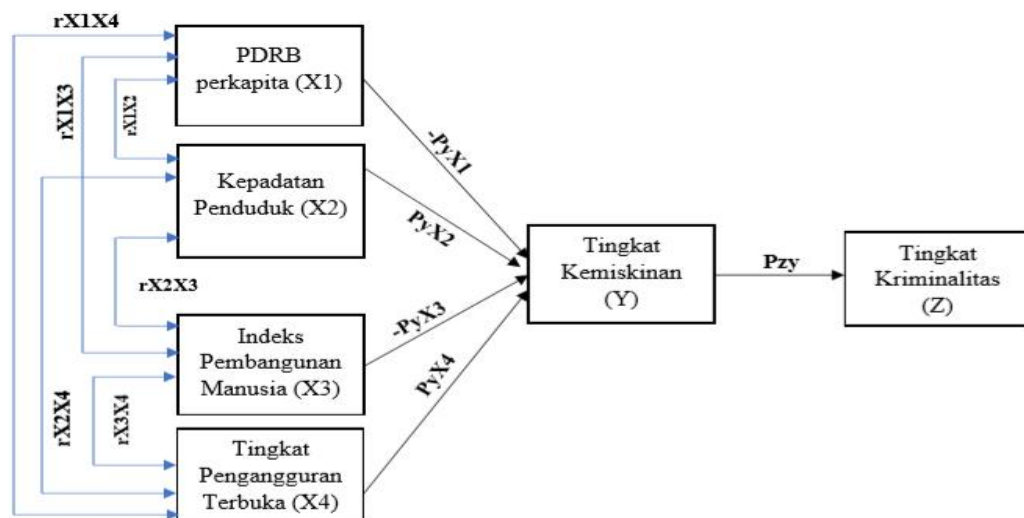 rX1X4
PDRB
perkapita (X1)
rX1X3
rX1X2
-PyX1
Kepadatan
Penduduk (X2)
PyX2
rX2X3
Tingkat
Kemiskinan
(Y)
Pzy
Tingkat
Kriminalitas
(Z)
-PyX3
Indeks
Pembangunan
Manusia (X3)
PyX4
rX2X4
rX3X4
Tingkat
Pengangguran
Terbuka (X4)